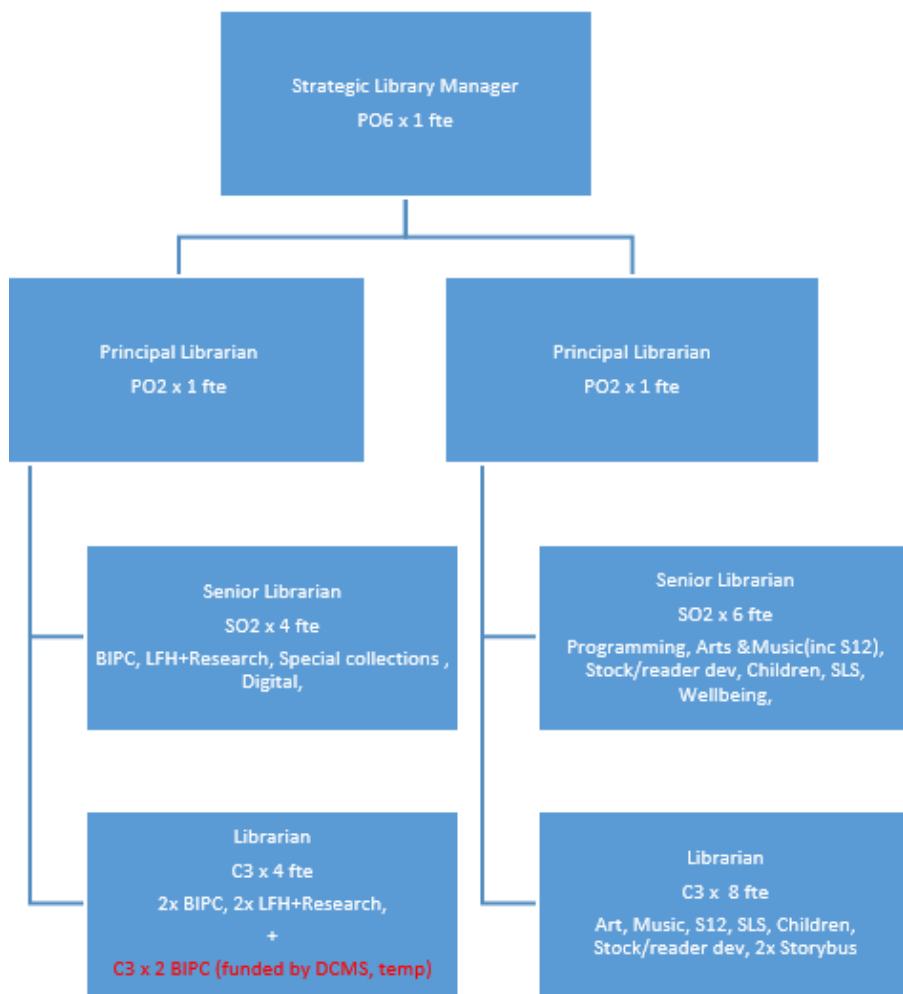 Strategic Library Manager
PO6 x 1 fte
Principal Librarian
PO2 x 1 fte
Principal Librarian
PO2 x 1 fte
Senior Librarian
SO2 x 4 fte
BIPC, LFH+Research, Special collections ,
Digital,
Senior Librarian
SO2 x 6 fte
Programming, Arts &Music(inc S12),
Stock/reader dev, Children, SLS,
Wellbeing,
Librarian
C3 x 4 fte
2x BIPC, 2x LFH+Research,
+
C3 x 2 BIPC (funded by DCMS, temp)
Librarian
C3 x  8 fte
Art, Music, S12, SLS, Children,
Stock/reader dev, 2x Storybus